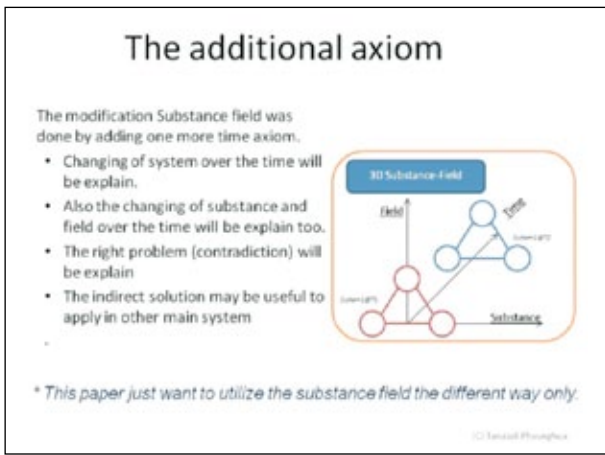 The additional axiom
The modification Substance field was
done by adding one more time axiom.
• Changing of system over the time will
be explain.
• Also the changing of substance and
field over the time will be explain too.
• The right problem (contradiction) will
be explain
• The indirect solution may be useful to
apply in other main system
.
3D Substance-Field
Field
Time
Substance
* This paper just want to utilize the substance field the different way only.